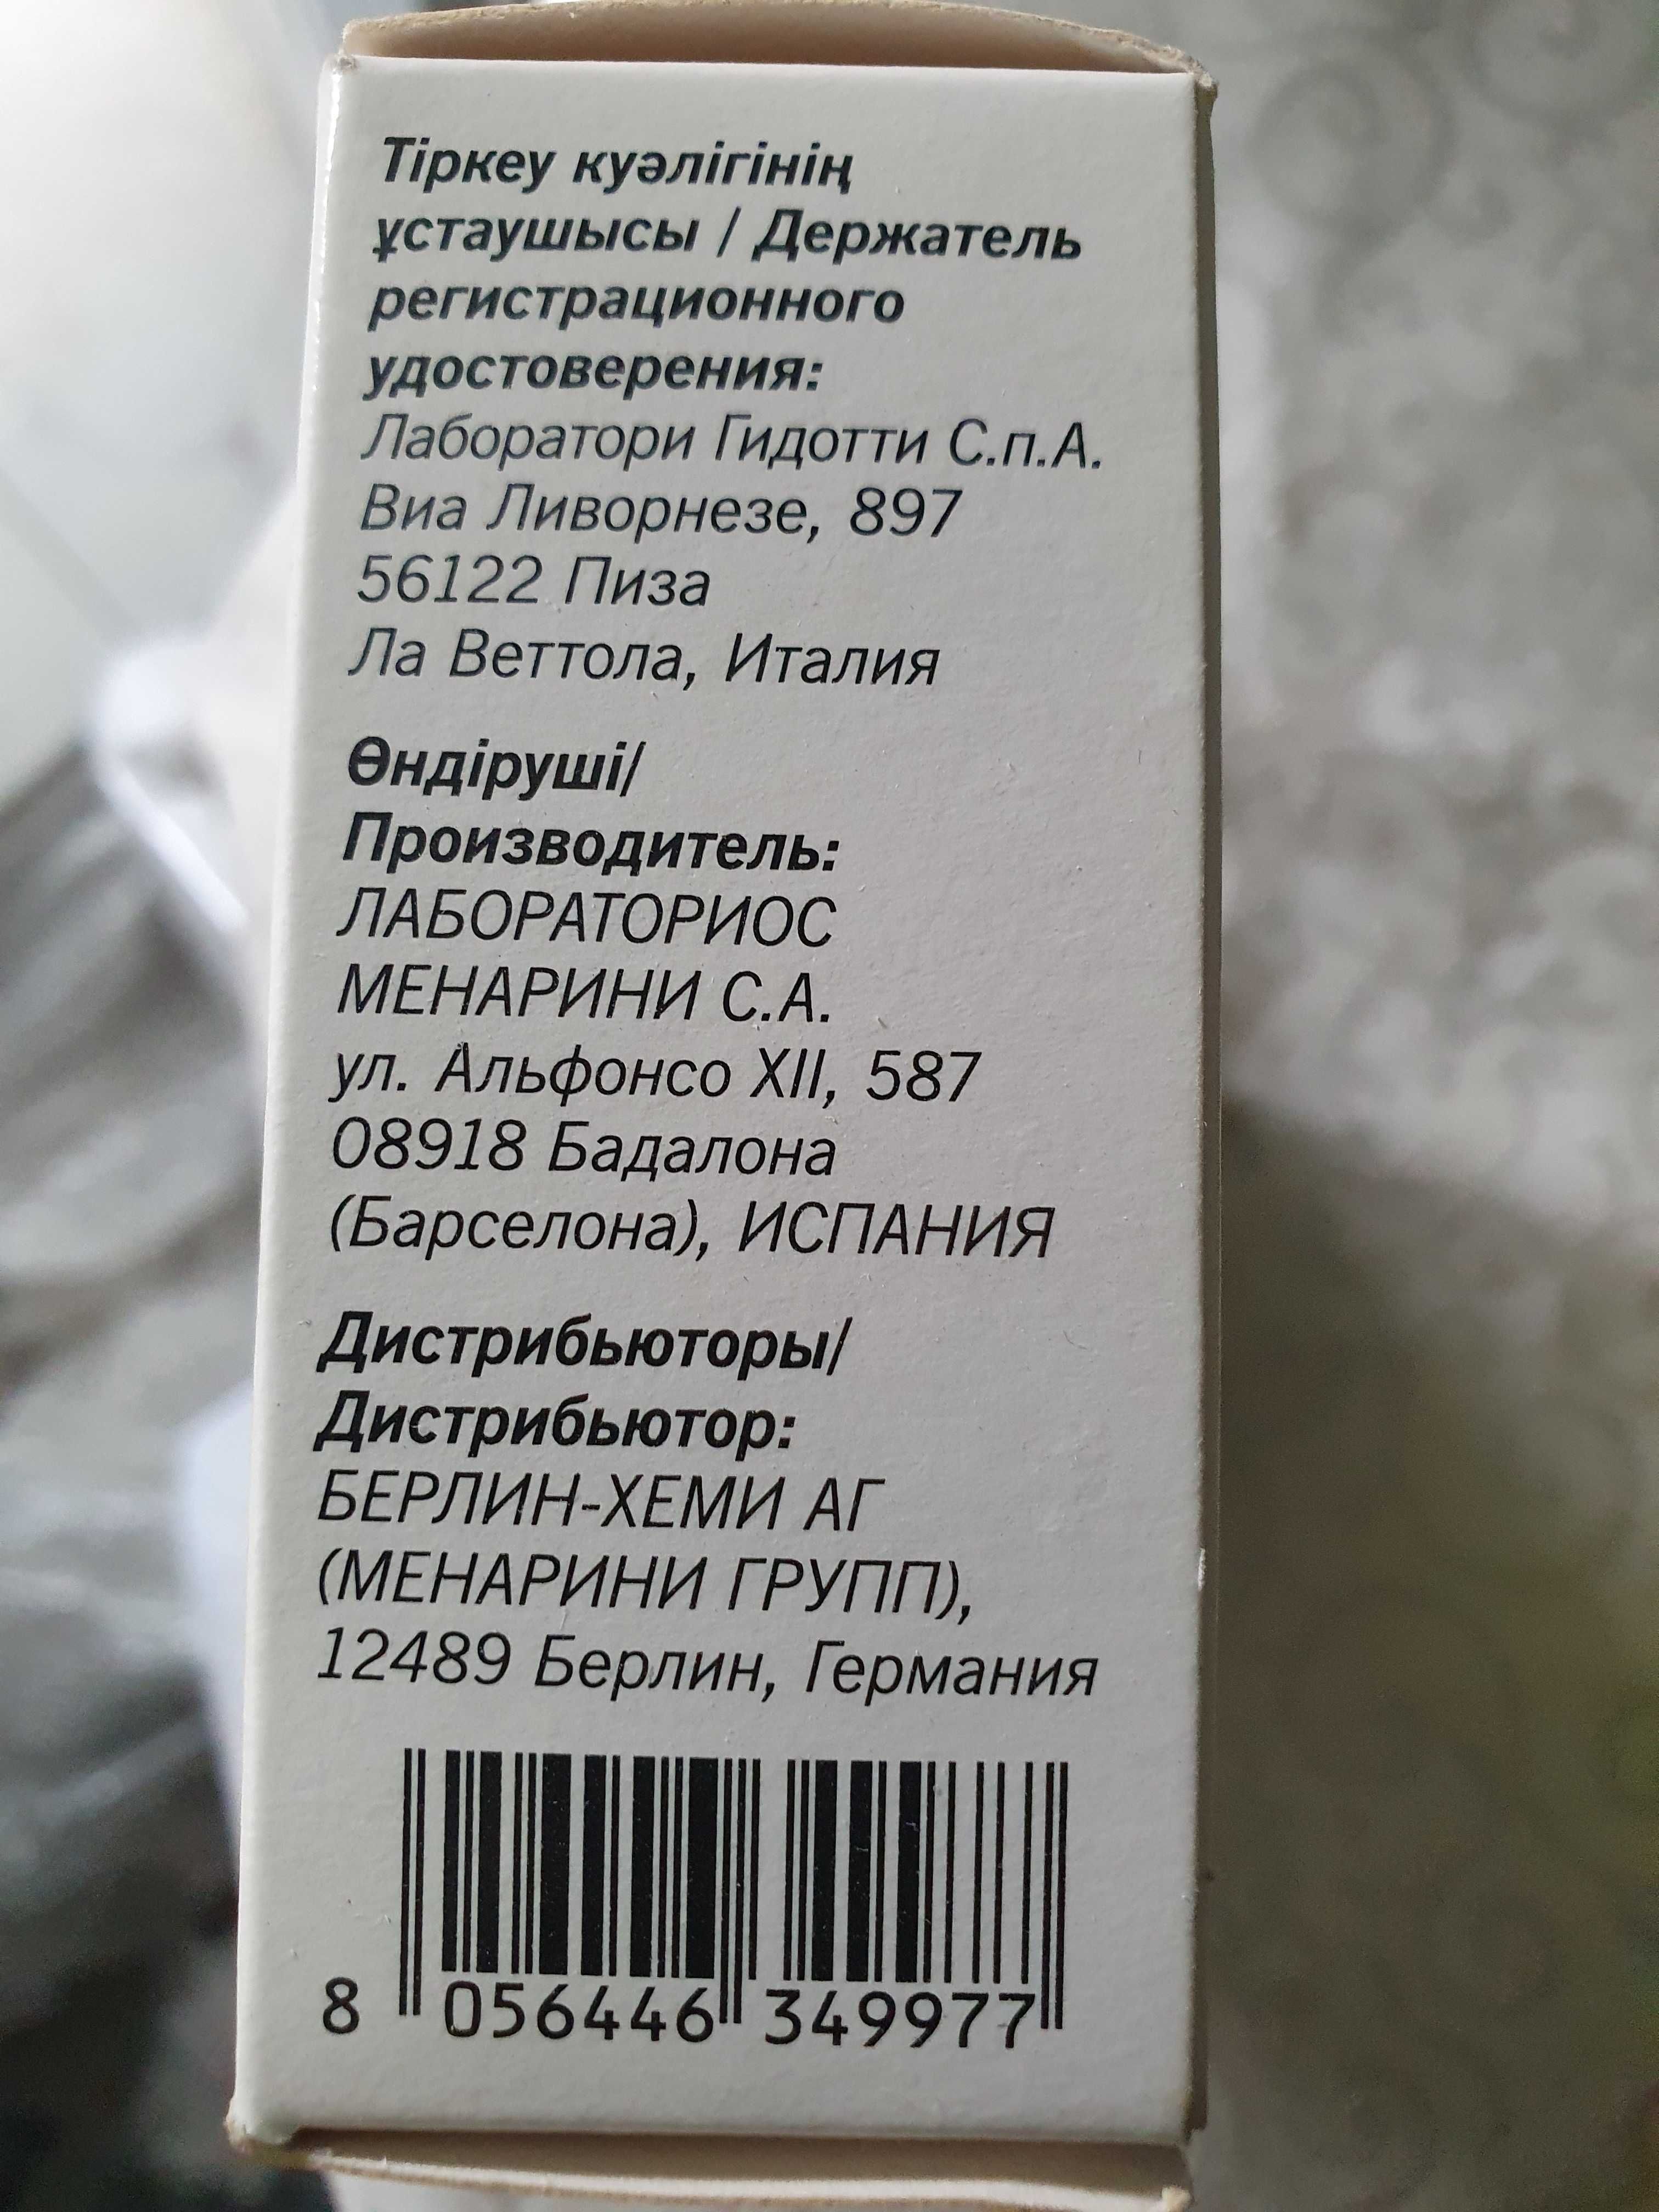 Тіркеу куәлігінің
ұстаушысы / Держатель
регистрационного
удостоверения:
Лаборатори Гидотти С.п.А.
Виа Ливорнезе, 897
56122 Пиза
Ла Веттола, Италия
Өндіруші/
Производитель:
ЛАБОРАТОРИОС
МЕНАРИНИ С.А.
ул. Альфонсо XII, 587
08918 Бадалона
(Барселона), ИСПАНИЯ
Дистрибьюторы/
Дистрибьютор:
БЕРЛИН-ХЕМИ АГ
(МЕНАРИНИ ГРУПП),
12489 Берлин, Германия
8 056446 349977